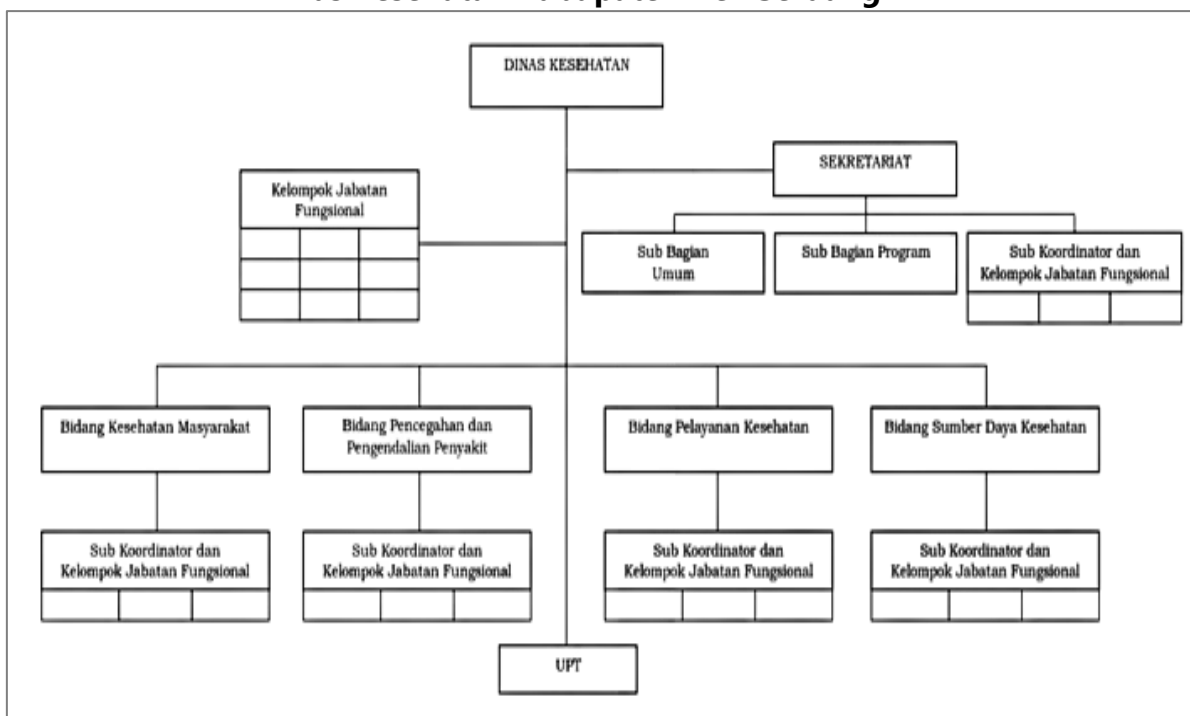 DINAS KESEHATAN
SEKRETARIAT
Kelompok Jabatan
Fungsional
Sub Bagian
Umum
Sub Bagian Program
Sub Koordinator dan
Kelompok Jabatan Fungsional
Bidang Kesehatan Masyarakat
Bidang Pencegahan dan
Pengendalian Penyakit
Bidang Pelayanan Kesehatan
Bidang Sumber Daya Kesehatan
Sub Koordinator dan
Kelompok Jabatan Fungsional
Sub Koordinator dan
Kelompok Jabatan Fungsional
Sub Koordinator dan
Kelompok Jabatan Fungsional
Sub Koordinator dan
Kelompok Jabatan Fungsional
UPT